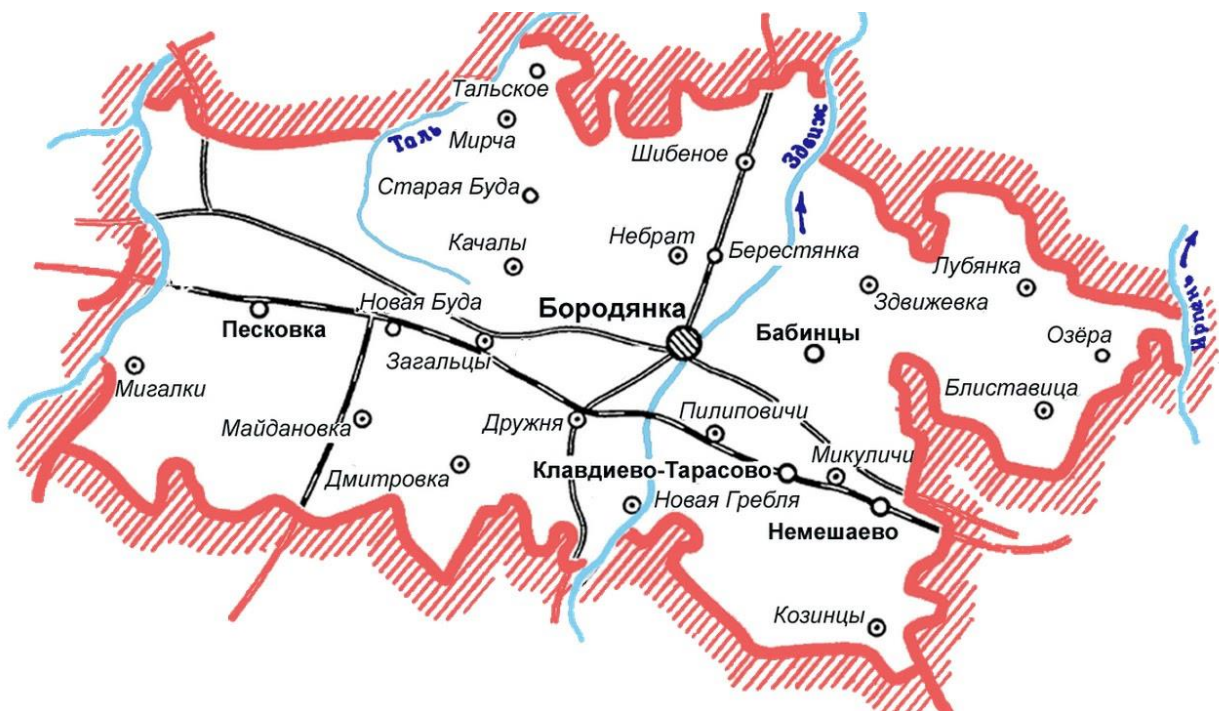 Тальское
Таль
Мирча
Здвиж
Шибеное
Старая Буда
Качалы
Небрат
Берестянка
Лубянка
Ирпень
Новая Буда
Бородянка
Здвижевка
Песковка
Бабинцы
Озёра
Загальцы
Мигалки
Блиставица
Майдановка
Дружня
Пилиповичи
Дмитровка
Клавдиево-Тарасово
Микуличи
Новая Гребля
Немешаево
Козинцы